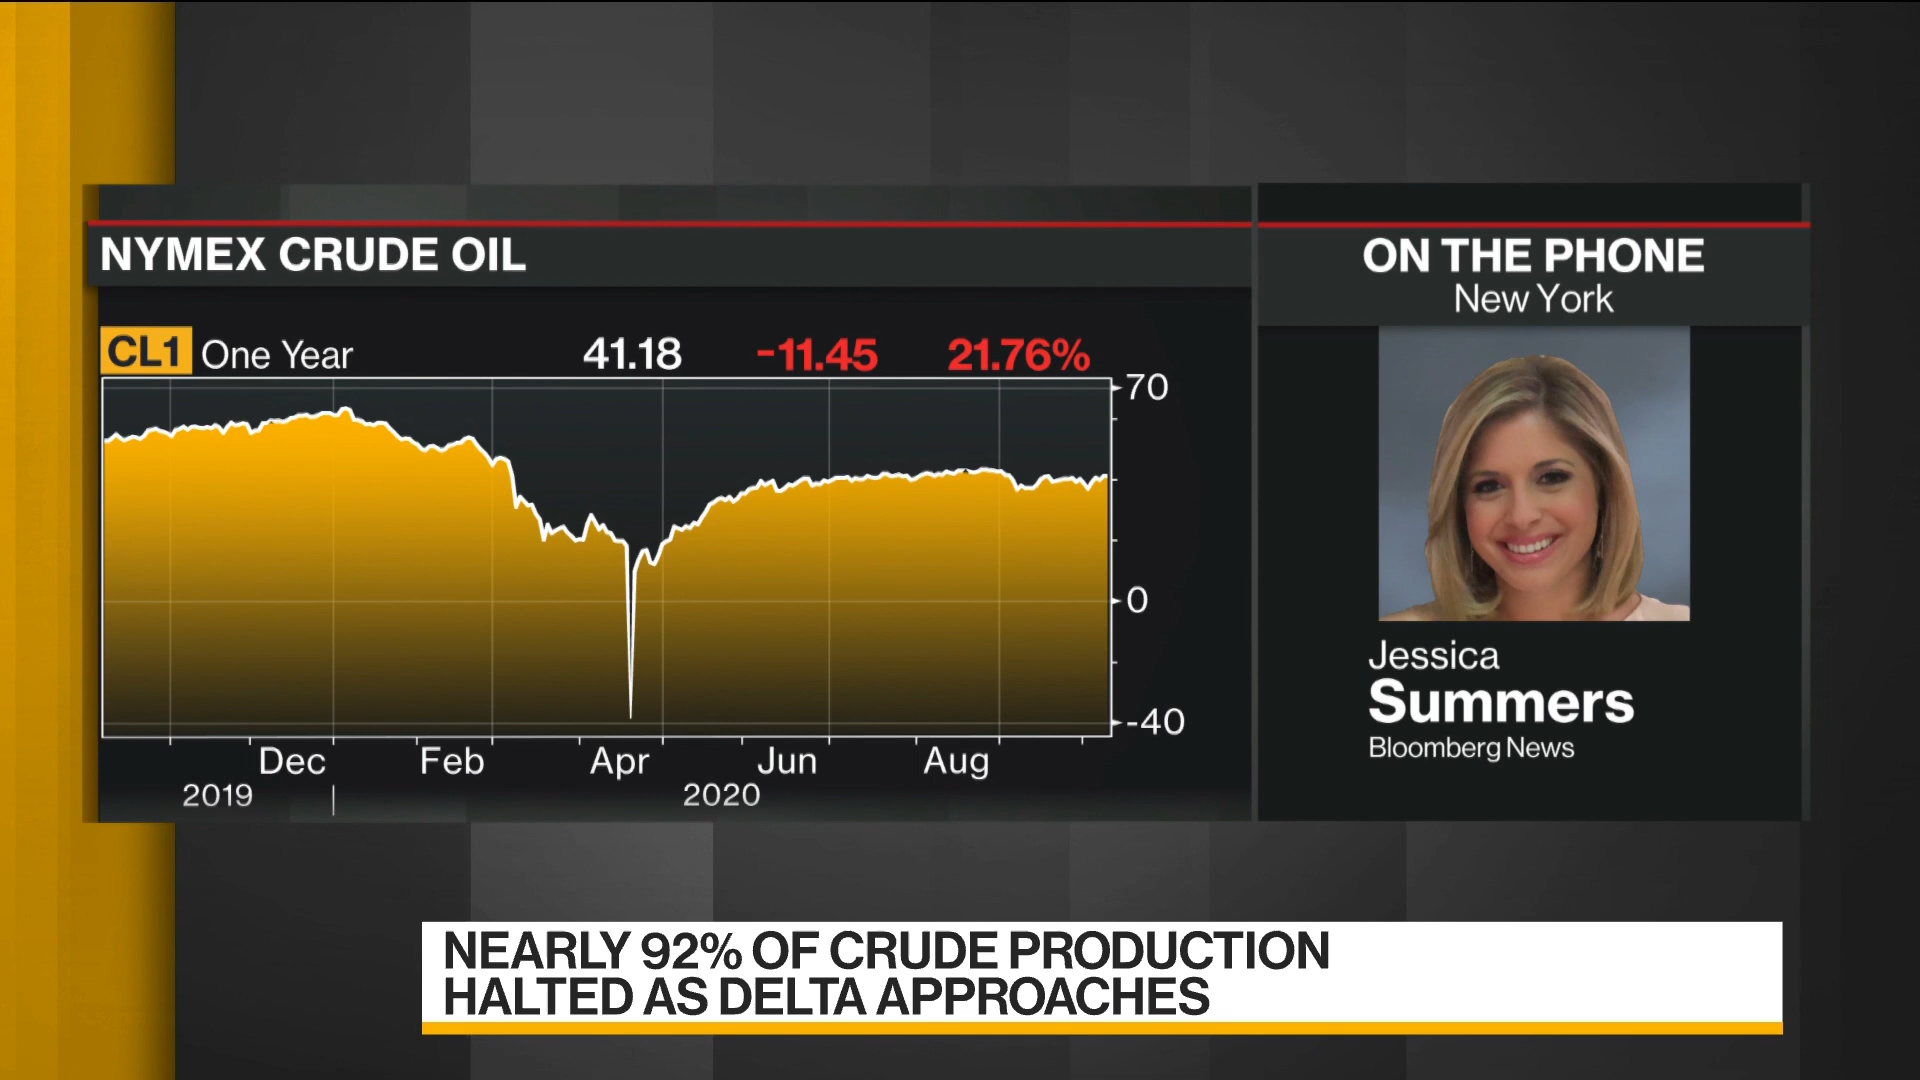 NYMEX CRUDE OIL
CL1 One Year 41.18 -11.45 21.76%
70
0
-40
Dec Feb Apr Jun Aug
2019 2020
ON THE PHONE
New York
Jessica
Summers
Bloomberg News
NEARLY 92% OF CRUDE PRODUCTION
HALTED AS DELTA APPROACHES